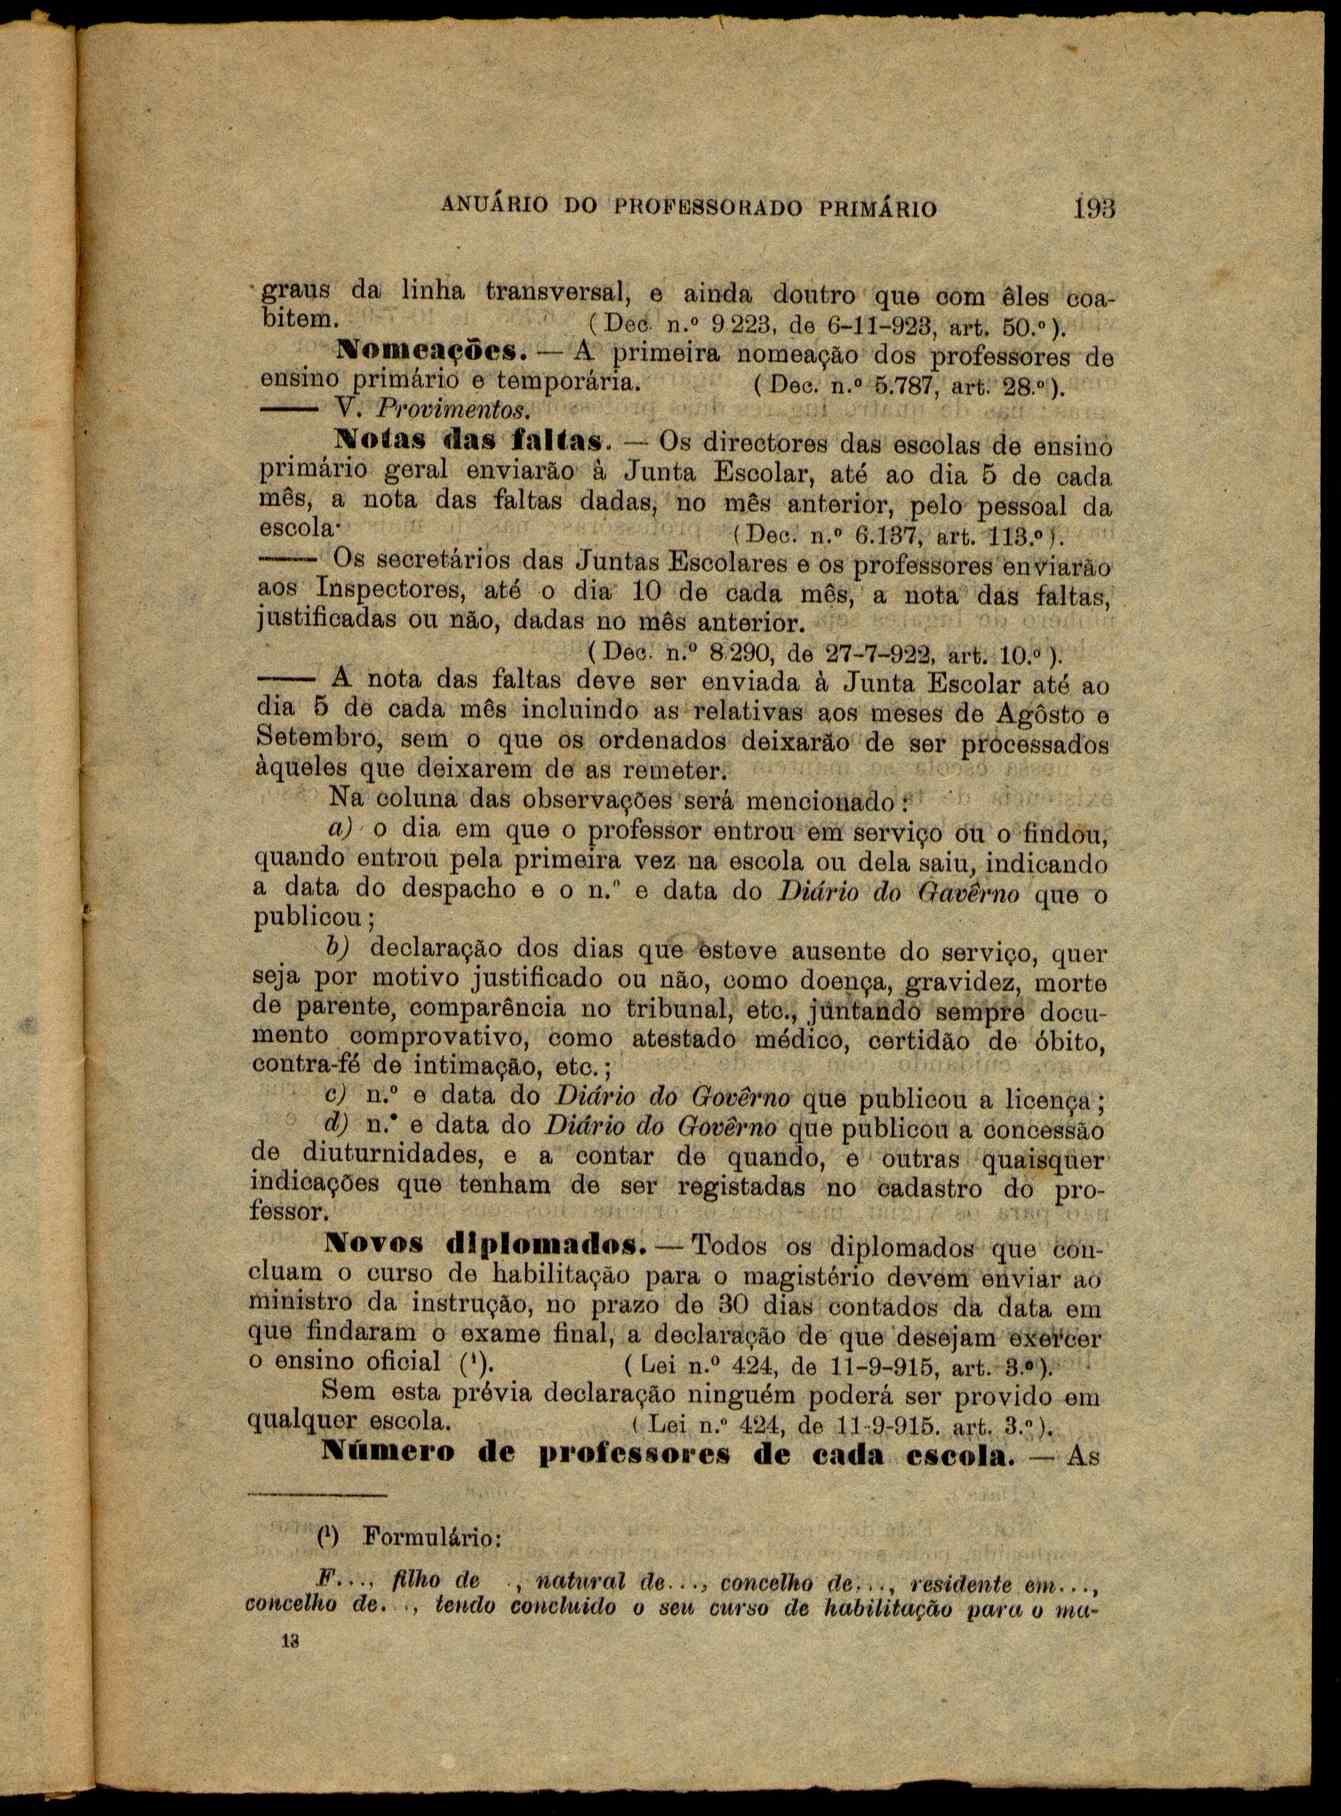 ANUÁRIO DO PROFESSORADO PRIMÁRIO 193
graus da linha transversal, e ainda doutro que com êles coa-
bitem. (Dec. n.º 9 223, de 6-11-923, art. 50.º).
Nomeações. — A primeira nomeação dos professores de
ensino primário e temporária. (Dec. n.º 5.787, art. 28.º).
—— V. Provimentos.
Notas das faltas. — Os directores das escolas de ensino
primário geral enviarão à Junta Escolar, até ao dia 5 de cada
mês, a nota das faltas dadas, no mês anterior, pelo pessoal da
escola· (Dec. n.º 6.137, art. 113.º).
—— Os secretários das Juntas Escolares e os professores enviarão
aos Inspectores, até o dia 10 de cada mês, a nota das faltas,
justificadas ou não, dadas no mês anterior.
(Dec. n.º 8.290, de 27-7-922, art. 10.º).
—— A nota das faltas deve ser enviada à Junta Escolar até ao
dia 5 de cada mês incluindo as relativas aos meses de Agôsto e
Setembro, sem o que os ordenados deixarão de ser processados
àqueles que deixarem de as remeter.
Na coluna das observações será mencionado:
a) o dia em que o professor entrou em serviço ou o findou,
quando entrou pela primeira vez na escola ou dela saiu, indicando
a data do despacho e o n.º e data do Diário do Gavêrno que o
publicou;
b) declaração dos dias que esteve ausente do serviço, quer
seja por motivo justificado ou não, como doença, gravidez, morte
de parente, comparência no tribunal, etc., juntando sempre docu-
mento comprovativo, como atestado médico, certidão de óbito,
contra-fé de intimação, etc.;
c) n.º e data do Diário do Govêrno que publicou a licença;
d) n.º e data do Diário do Govêrno que publicou a concessão
de diuturnidades, e a contar de quando, e outras quaisquer
indicações que tenham de ser registadas no cadastro do pro-
fessor.
Novos diplomados. — Todos os diplomados que con-
cluam o curso de habilitação para o magistério devem enviar ao
ministro da instrução, no prazo de 30 dias contados da data em
que findaram o exame final, a declaração de que desejam exercer
o ensino oficial (¹). (Lei n.º 424, de 11-9-915, art. 3.º).
Sem esta prévia declaração ninguém poderá ser provido em
qualquer escola. (Lei n.º 424, de 11-9-915. art. 3.º).
Número de professores de cada escola. — As
(¹) Formulário:
F..., filho de ., natural de..., concelho de..., residente em...,
concelho de. ., tendo concluido o seu curso de habilitação para o ma-
13